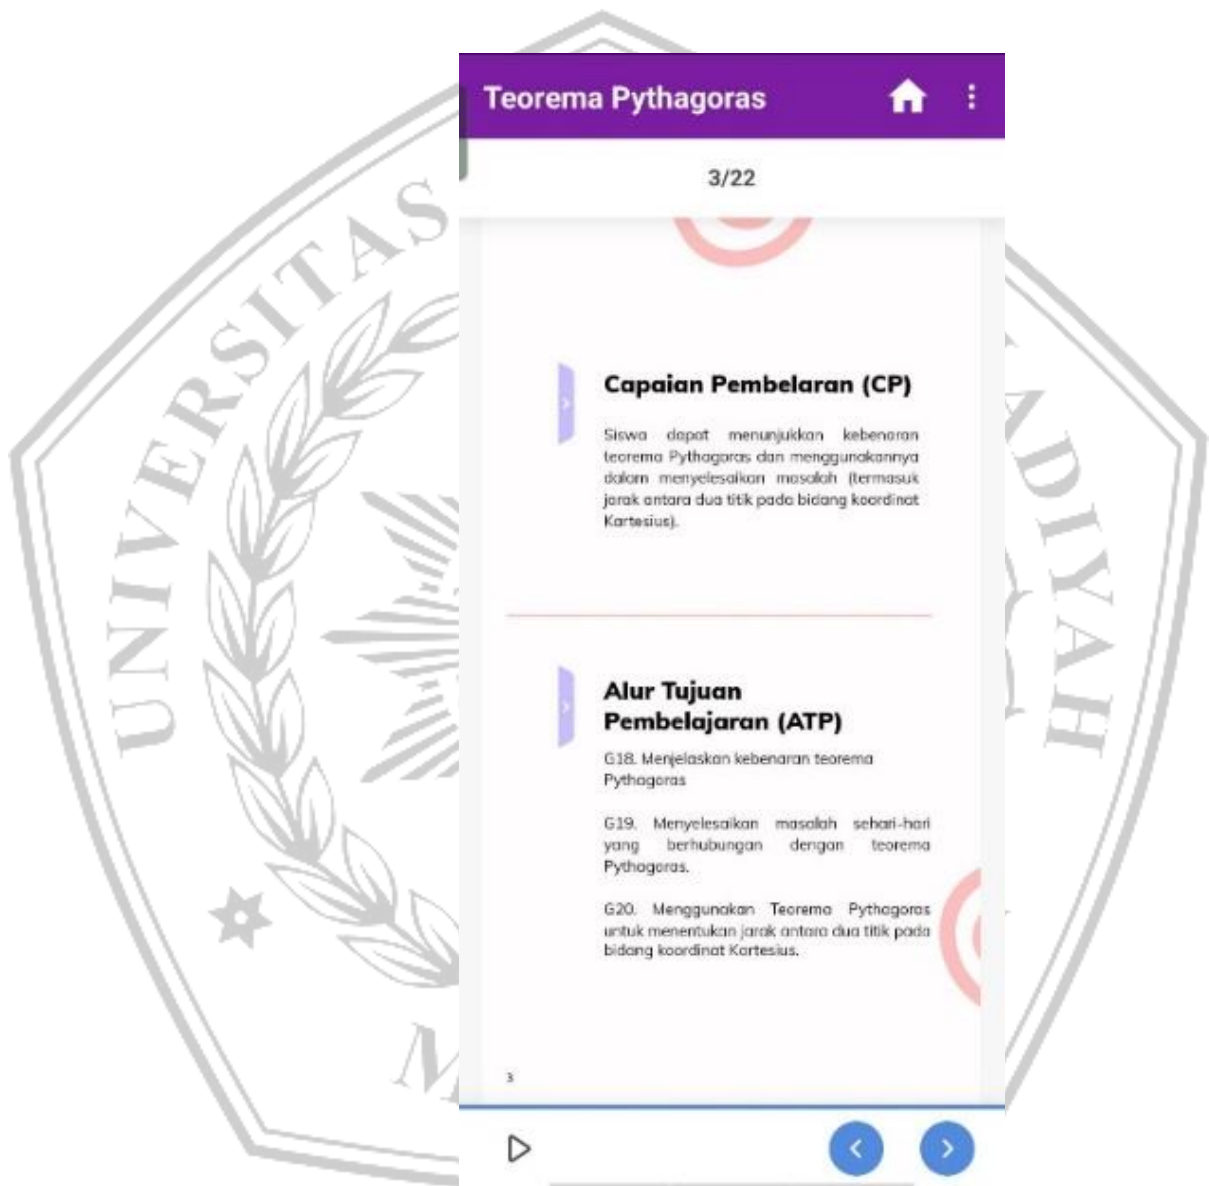 UNIVERSITAS
Teorema Pythagoras
3/22
Capaian Pembelaran (CP)
Siswa dapat menunjukkan kebenaran
teorema Pythagoras dan menggunakannya
dalam menyelesaikan masalah (termasuk
jarak antara dua titik pada bidang koordinat
Kartesius).
Alur Tujuan
Pembelajaran (ATP)
G18. Menjelaskan kebenaran teorema
Pythagoras
G19. Menyelesaikan masalah sehari-hari
yang berhubungan dengan teorema
Pythagoras.
G20. Menggunakan Teorema Pythagoras
untuk menentukan jarak antara dua titik pada
bidang koordinat Kartesius.
3